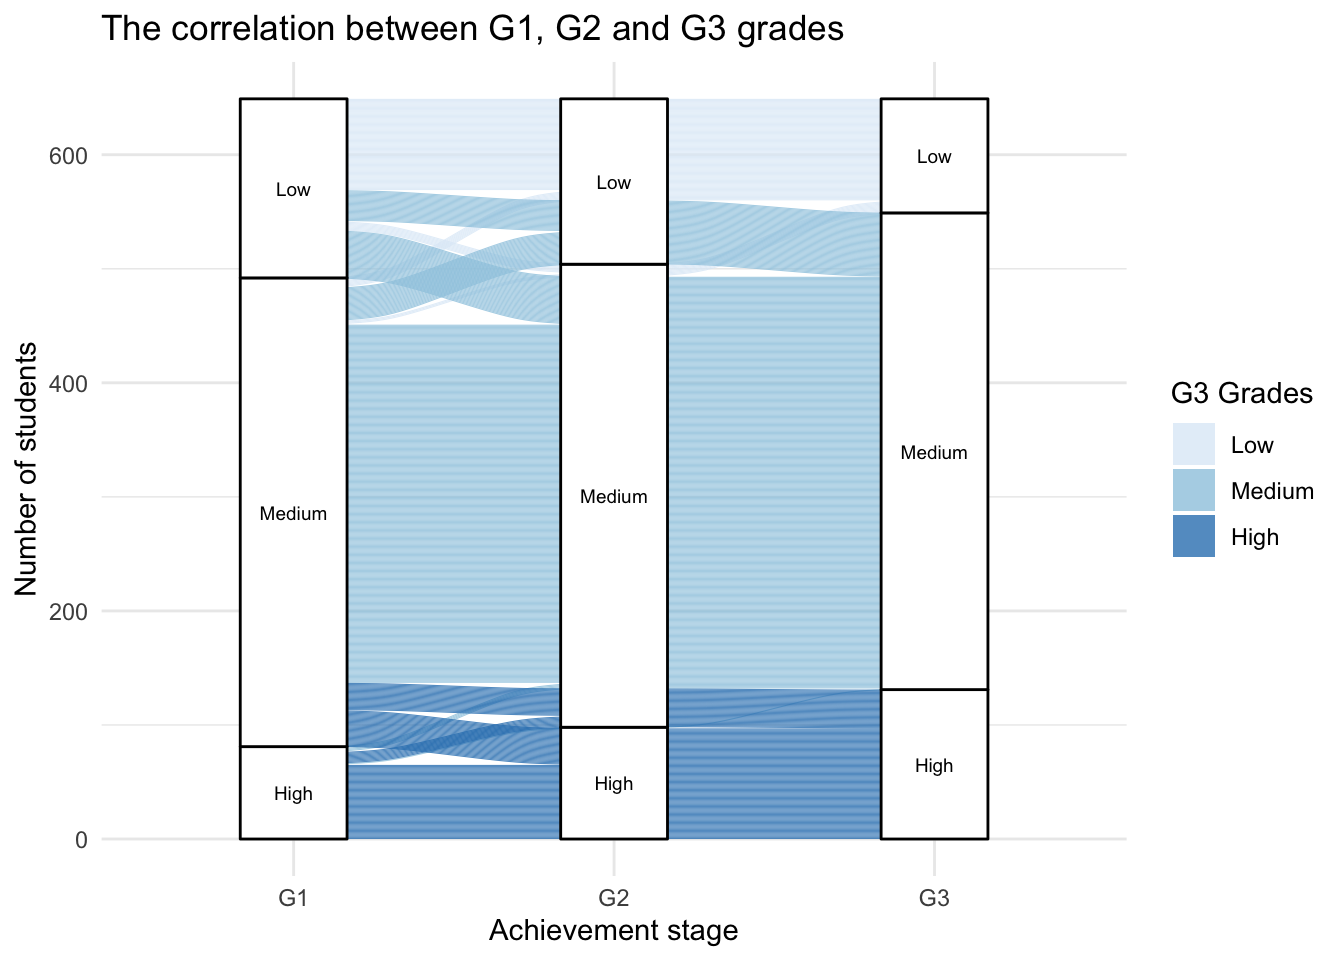 The correlation between G1, G2 and G3 grades
Number of students
600
400
200
0
Low
Medium
High
Low
Medium
High
Low
Medium
High
G1
G2
G3
Achievement stage
G3 Grades
Low
Medium
High